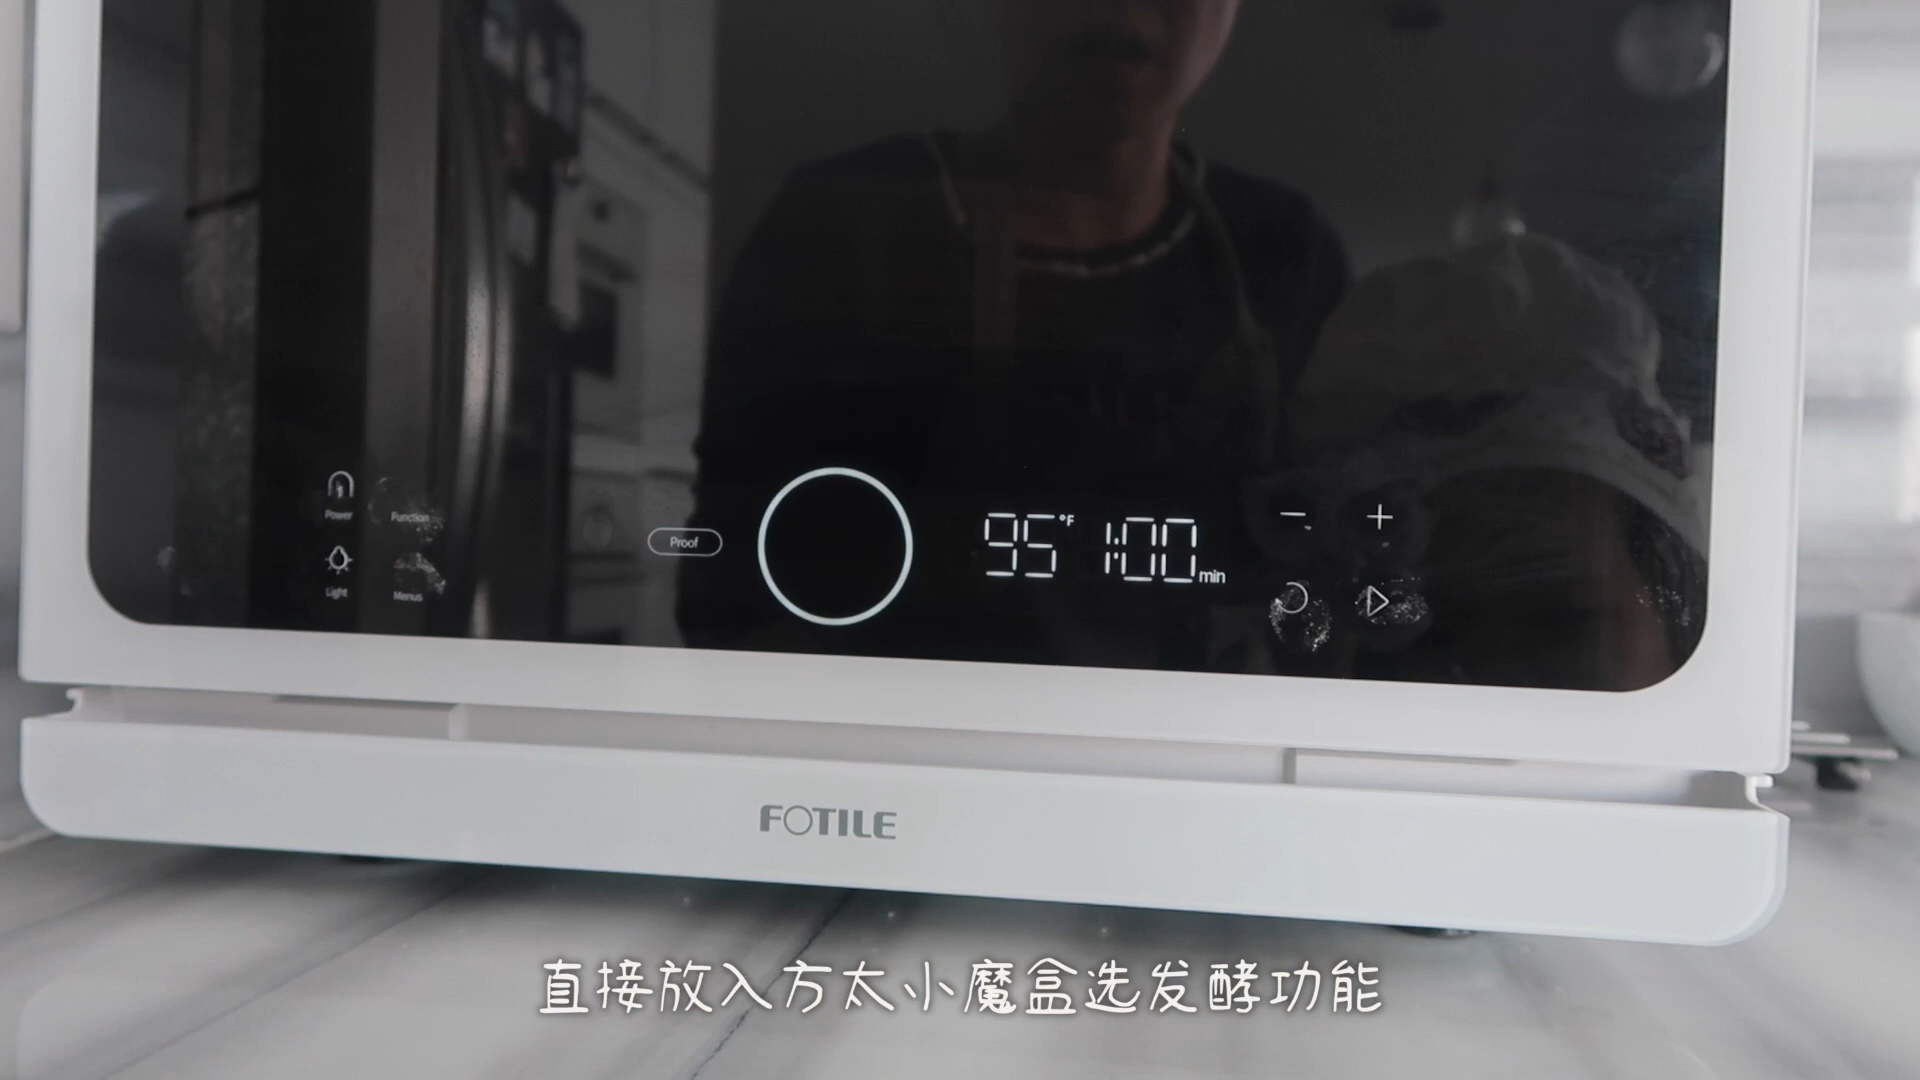 Power
Function
Light
Menus
Proof
95°F 1:00 min
FOTILE
直接放入方太小魔盒选发酵功能